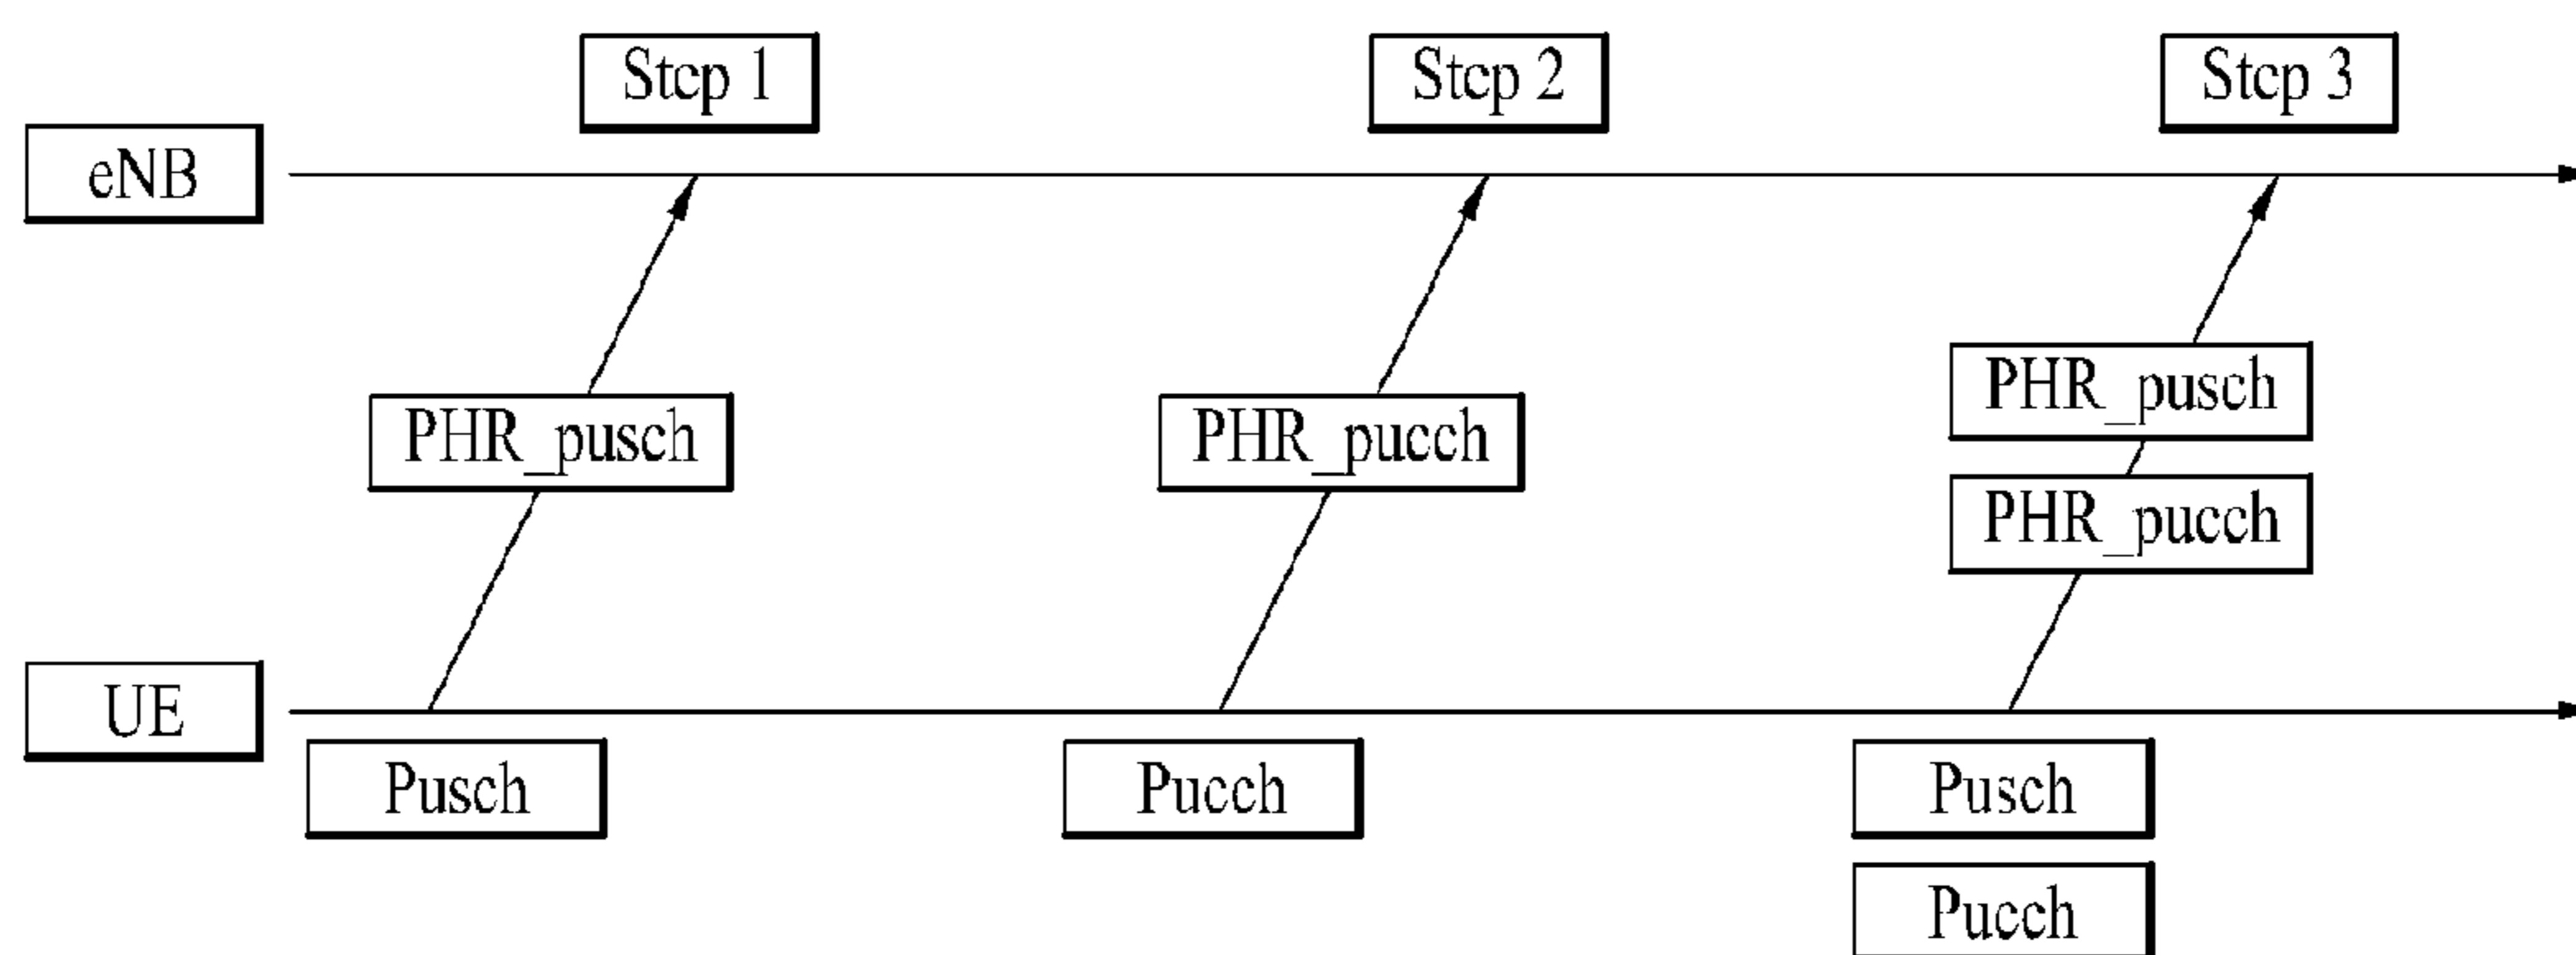 Step 1
Step 2
Step 3
eNB
PHR_pusch
PHR_pucch
PHR_pusch
PHR_pucch
UE
Pusch
Pucch
Pusch
Pucch